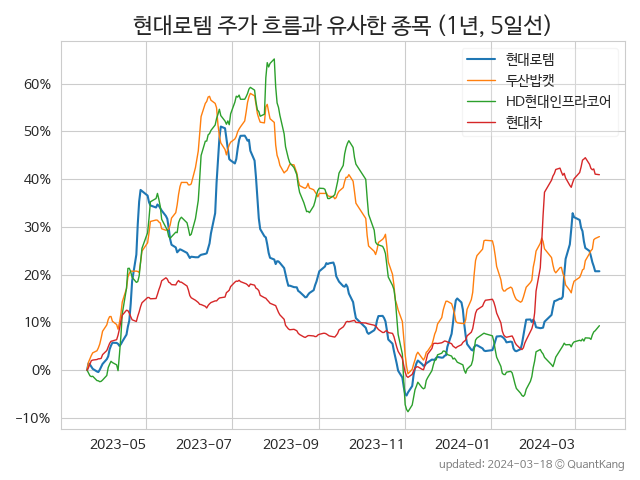 현대로템 주가 흐름과 유사한 종목 (1년, 5일선)
현대로템
두산밥캣
HD현대인프라코어
현대차
60%
50%
40%
30%
20%
10%
0%
−10%
2023-05 2023-07 2023-09 2023-11 2024-01 2024-03
updated: 2024-03-18 © QuantKang